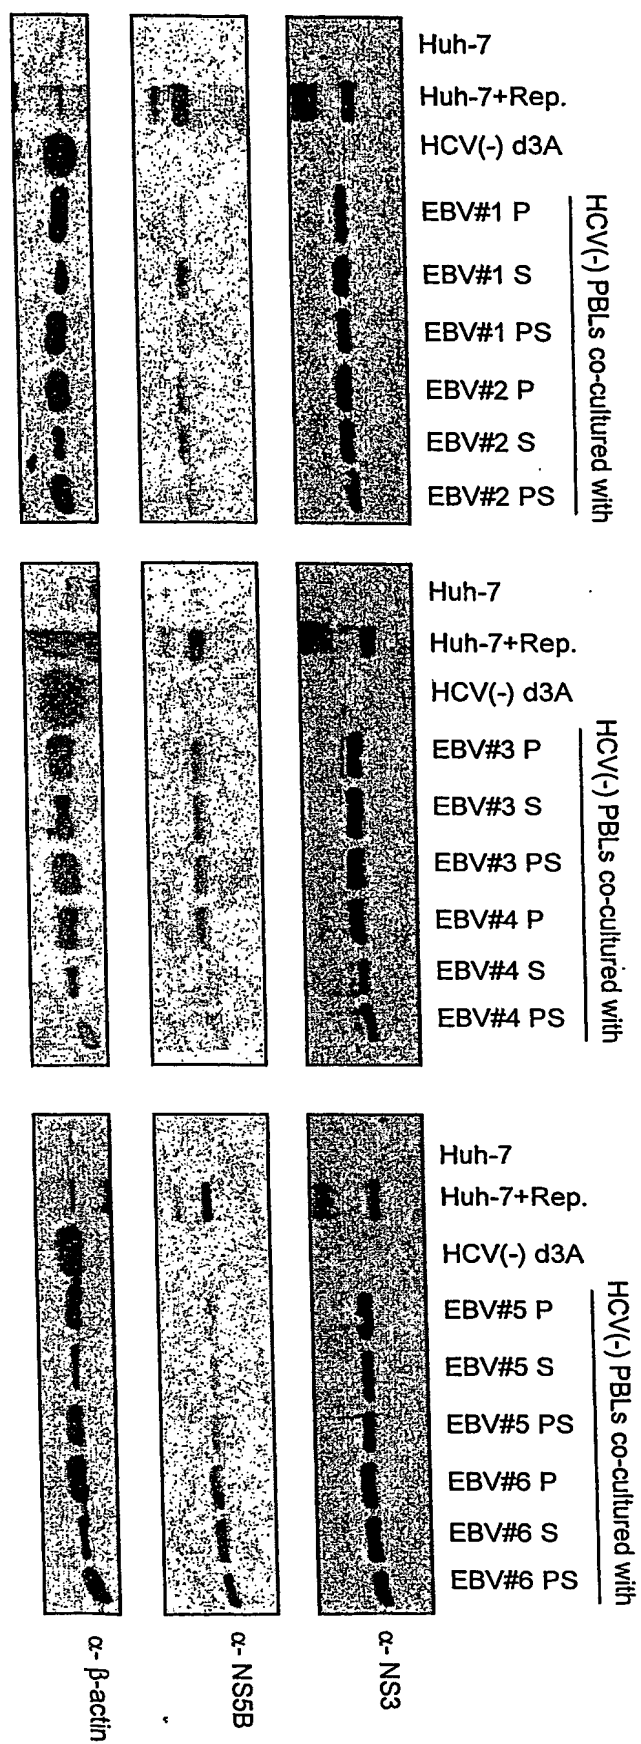 Huh-7
Huh-7+Rep.
HCV(-) d3A
EBV#1 P
EBV#1 S
EBV#1 PS
EBV#2 P
EBV#2 S
EBV#2 PS
HCV(-) PBLs co-cultured with
Huh-7
Huh-7+Rep.
HCV(-) d3A
EBV#3 P
EBV#3 S
EBV#3 PS
EBV#4 P
EBV#4 S
EBV#4 PS
HCV(-) PBLs co-cultured with
Huh-7
Huh-7+Rep.
HCV(-) d3A
EBV#5 P
EBV#5 S
EBV#5 PS
EBV#6 P
EBV#6 S
EBV#6 PS
HCV(-) PBLs co-cultured with
α- NS3
α- NS5B
α- β-actin